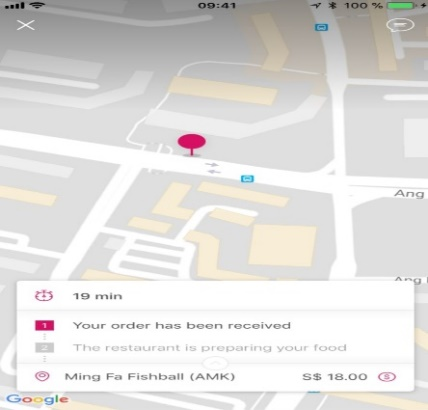 09:41
100 %
Ang
Ang
19 min
1 Your order has been received
2 The restaurant is preparing your food
Ming Fa Fishball (AMK) S$ 18.00 $
Google